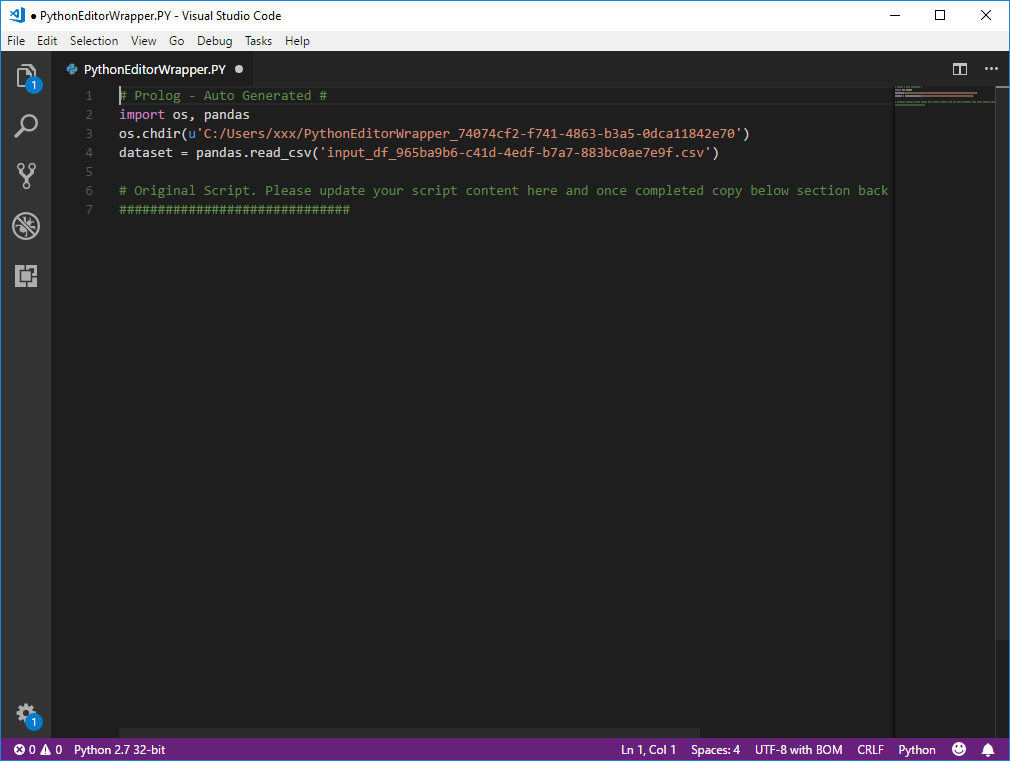 ● PythonEditorWrapper.PY - Visual Studio Code
File Edit Selection View Go Debug Tasks Help
1
PythonEditorWrapper.PY ●
1 # Prolog - Auto Generated #
2 import os, pandas
3 os.chdir(u'C:/Users/xxx/PythonEditorWrapper_74074cf2-f741-4863-b3a5-0dca11842e70')
4 dataset = pandas.read_csv('input_df_965ba9b6-c41d-4edf-b7a7-883bc0ae7e9f.csv')
5
6 # Original Script. Please update your script content here and once completed copy below section back
7 ##############################
1
0 0 Python 2.7 32-bit Ln 1, Col 1 Spaces: 4 UTF-8 with BOM CRLF Python